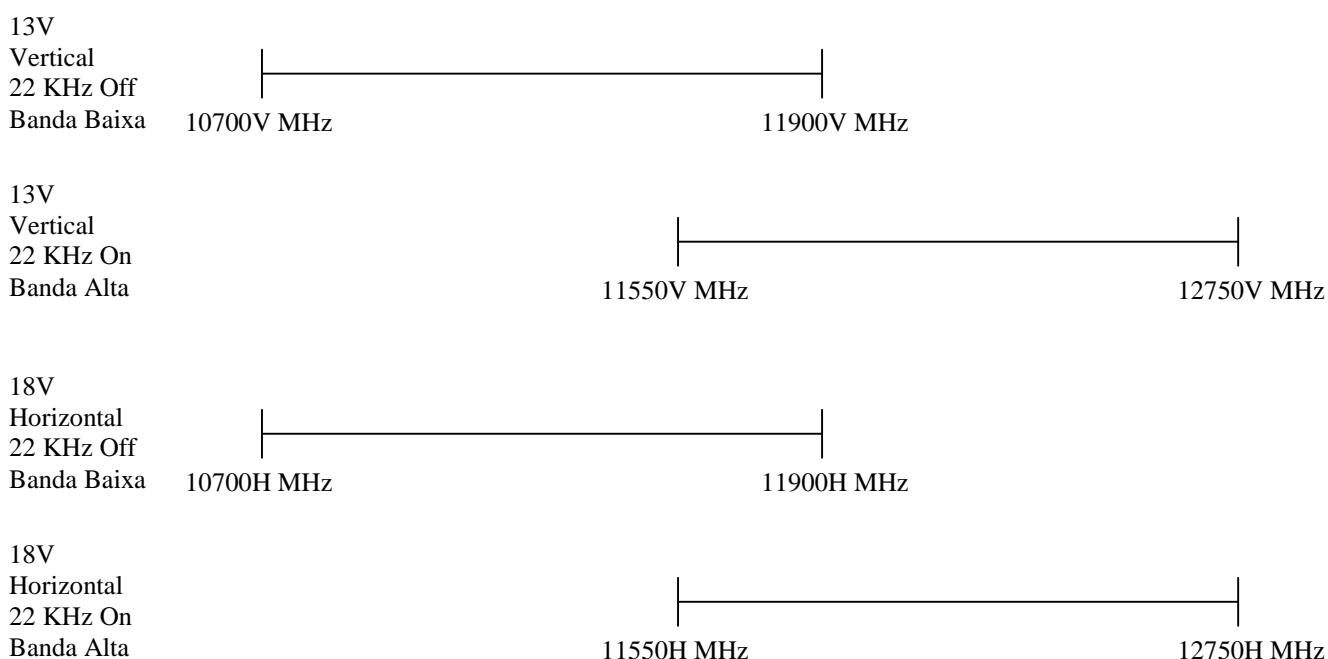 13V
Vertical
22 KHz Off
Banda Baixa
10700V MHz
11900V MHz
13V
Vertical
22 KHz On
Banda Alta
11550V MHz
12750V MHz
18V
Horizontal
22 KHz Off
Banda Baixa
10700H MHz
11900H MHz
18V
Horizontal
22 KHz On
Banda Alta
11550H MHz
12750H MHz